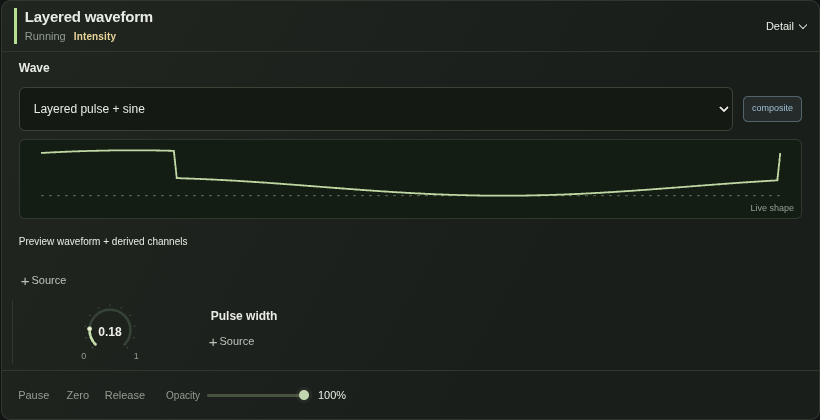 Layered waveform
Detail
Running Intensity
Wave
Layered pulse + sine
composite
Live shape
Preview waveform + derived channels
+ Source
0.18
0 1
Pulse width
+ Source
Pause Zero Release Opacity 100%